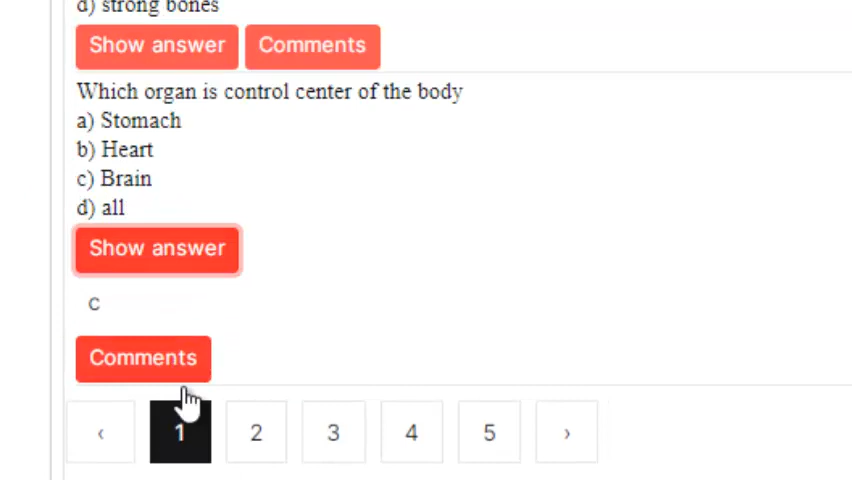 d) strong bones
Show answer Comments
Which organ is control center of the body
a) Stomach
b) Heart
c) Brain
d) all
Show answer
c
Comments
‹ 1 2 3 4 5 ›